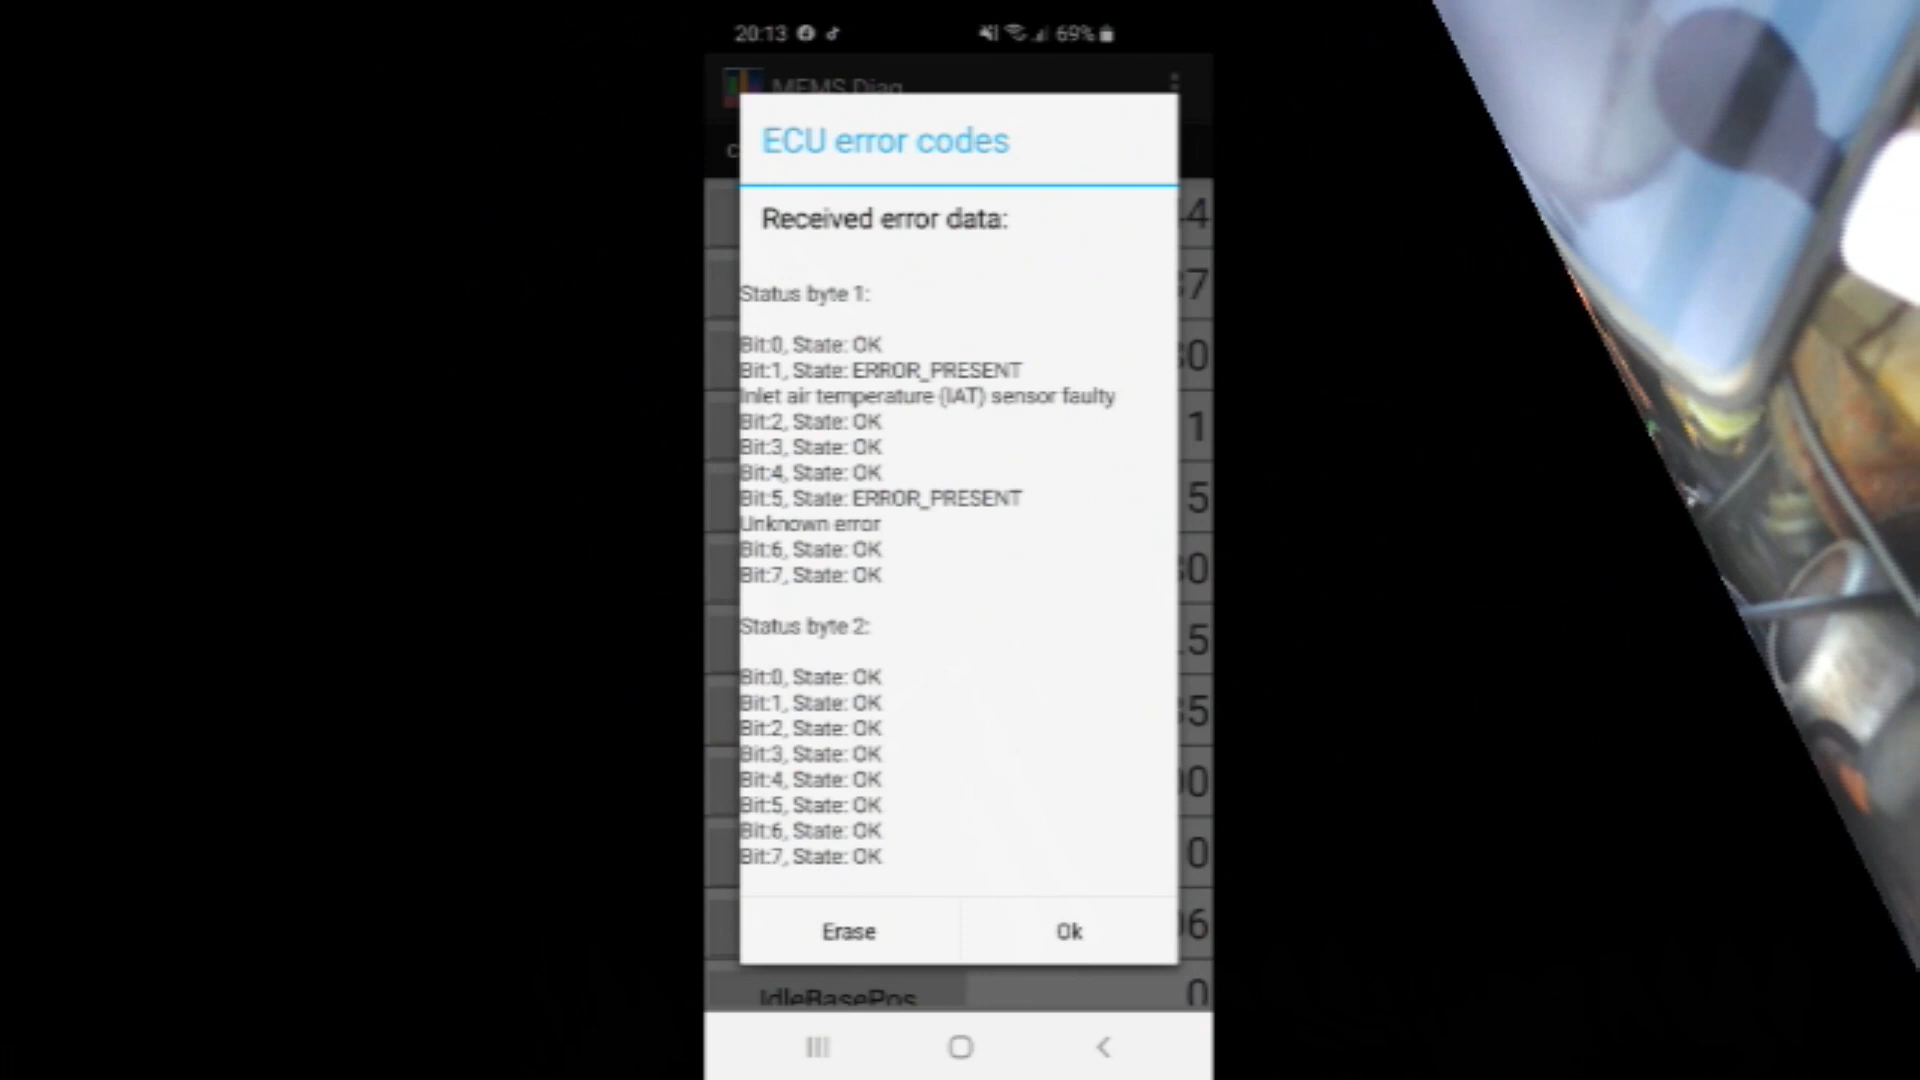 20:13 69%
MEMS Diag
ECU error codes
Received error data:
Status byte 1:
Bit:0, State: OK
Bit:1, State: ERROR_PRESENT
Inlet air temperature (IAT) sensor faulty
Bit:2, State: OK
Bit:3, State: OK
Bit:4, State: OK
Bit:5, State: ERROR_PRESENT
Unknown error
Bit:6, State: OK
Bit:7, State: OK
Status byte 2:
Bit:0, State: OK
Bit:1, State: OK
Bit:2, State: OK
Bit:3, State: OK
Bit:4, State: OK
Bit:5, State: OK
Bit:6, State: OK
Bit:7, State: OK
Erase Ok
IdleBasePos 0